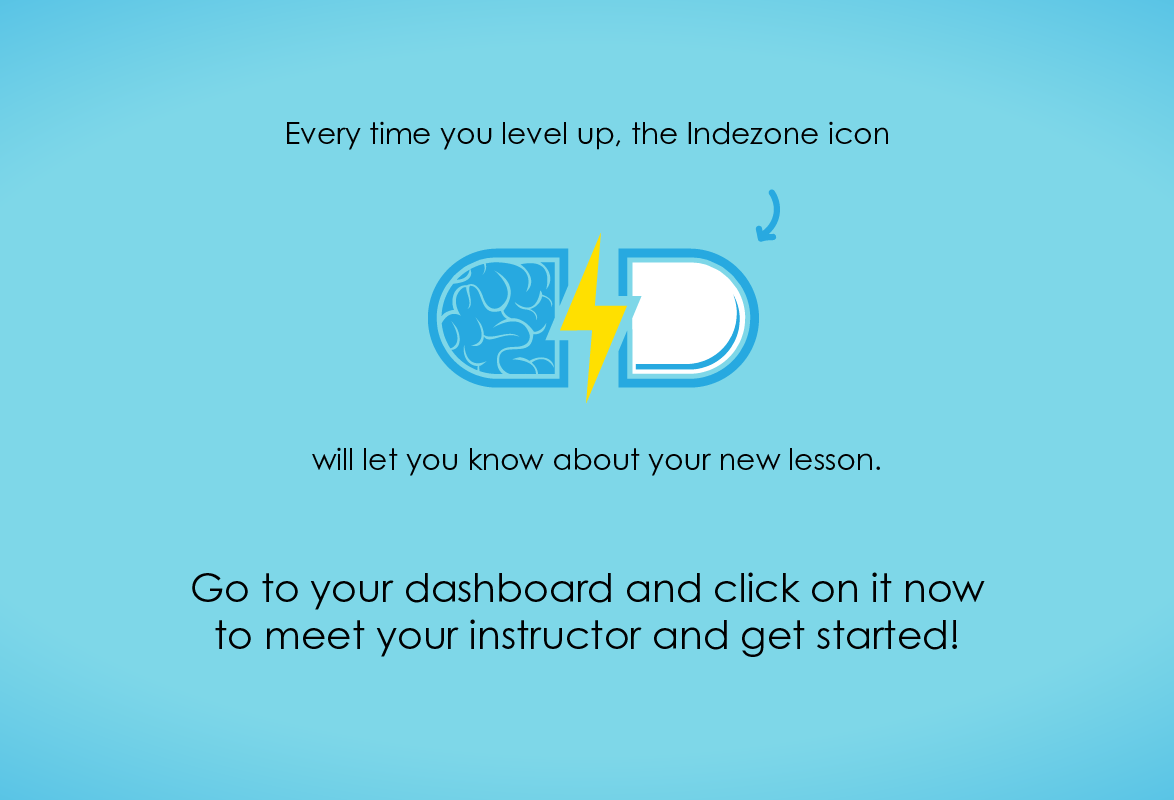 Every time you level up, the Indezone icon
will let you know about your new lesson.
Go to your dashboard and click on it now
to meet your instructor and get started!